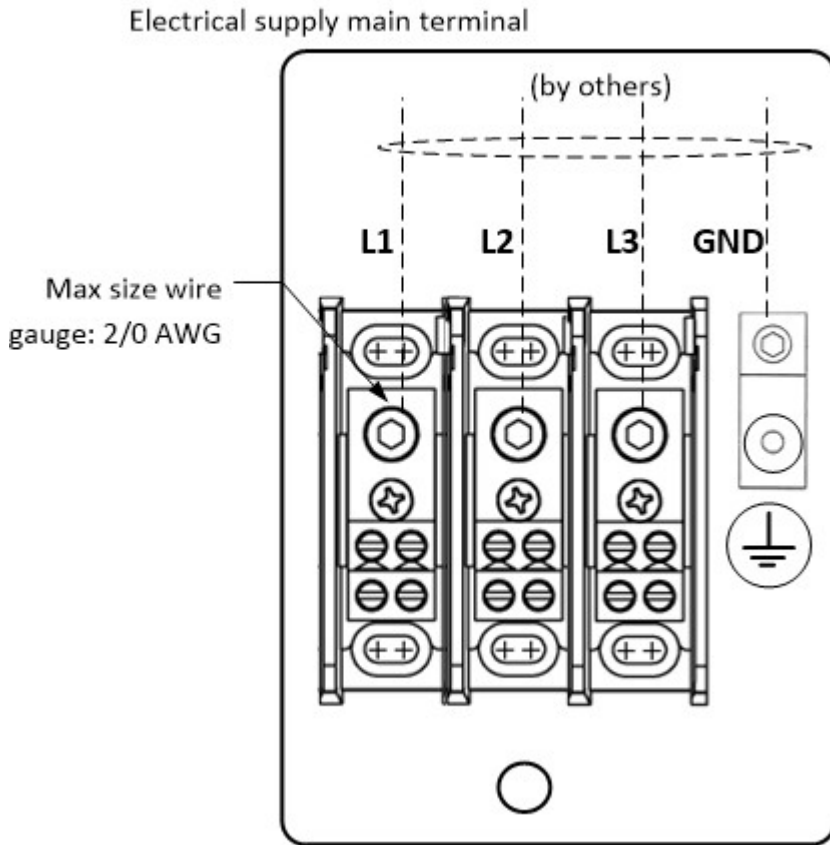 Electrical supply main terminal
(by others)
L1 L2 L3 GND
Max size wire
gauge: 2/0 AWG